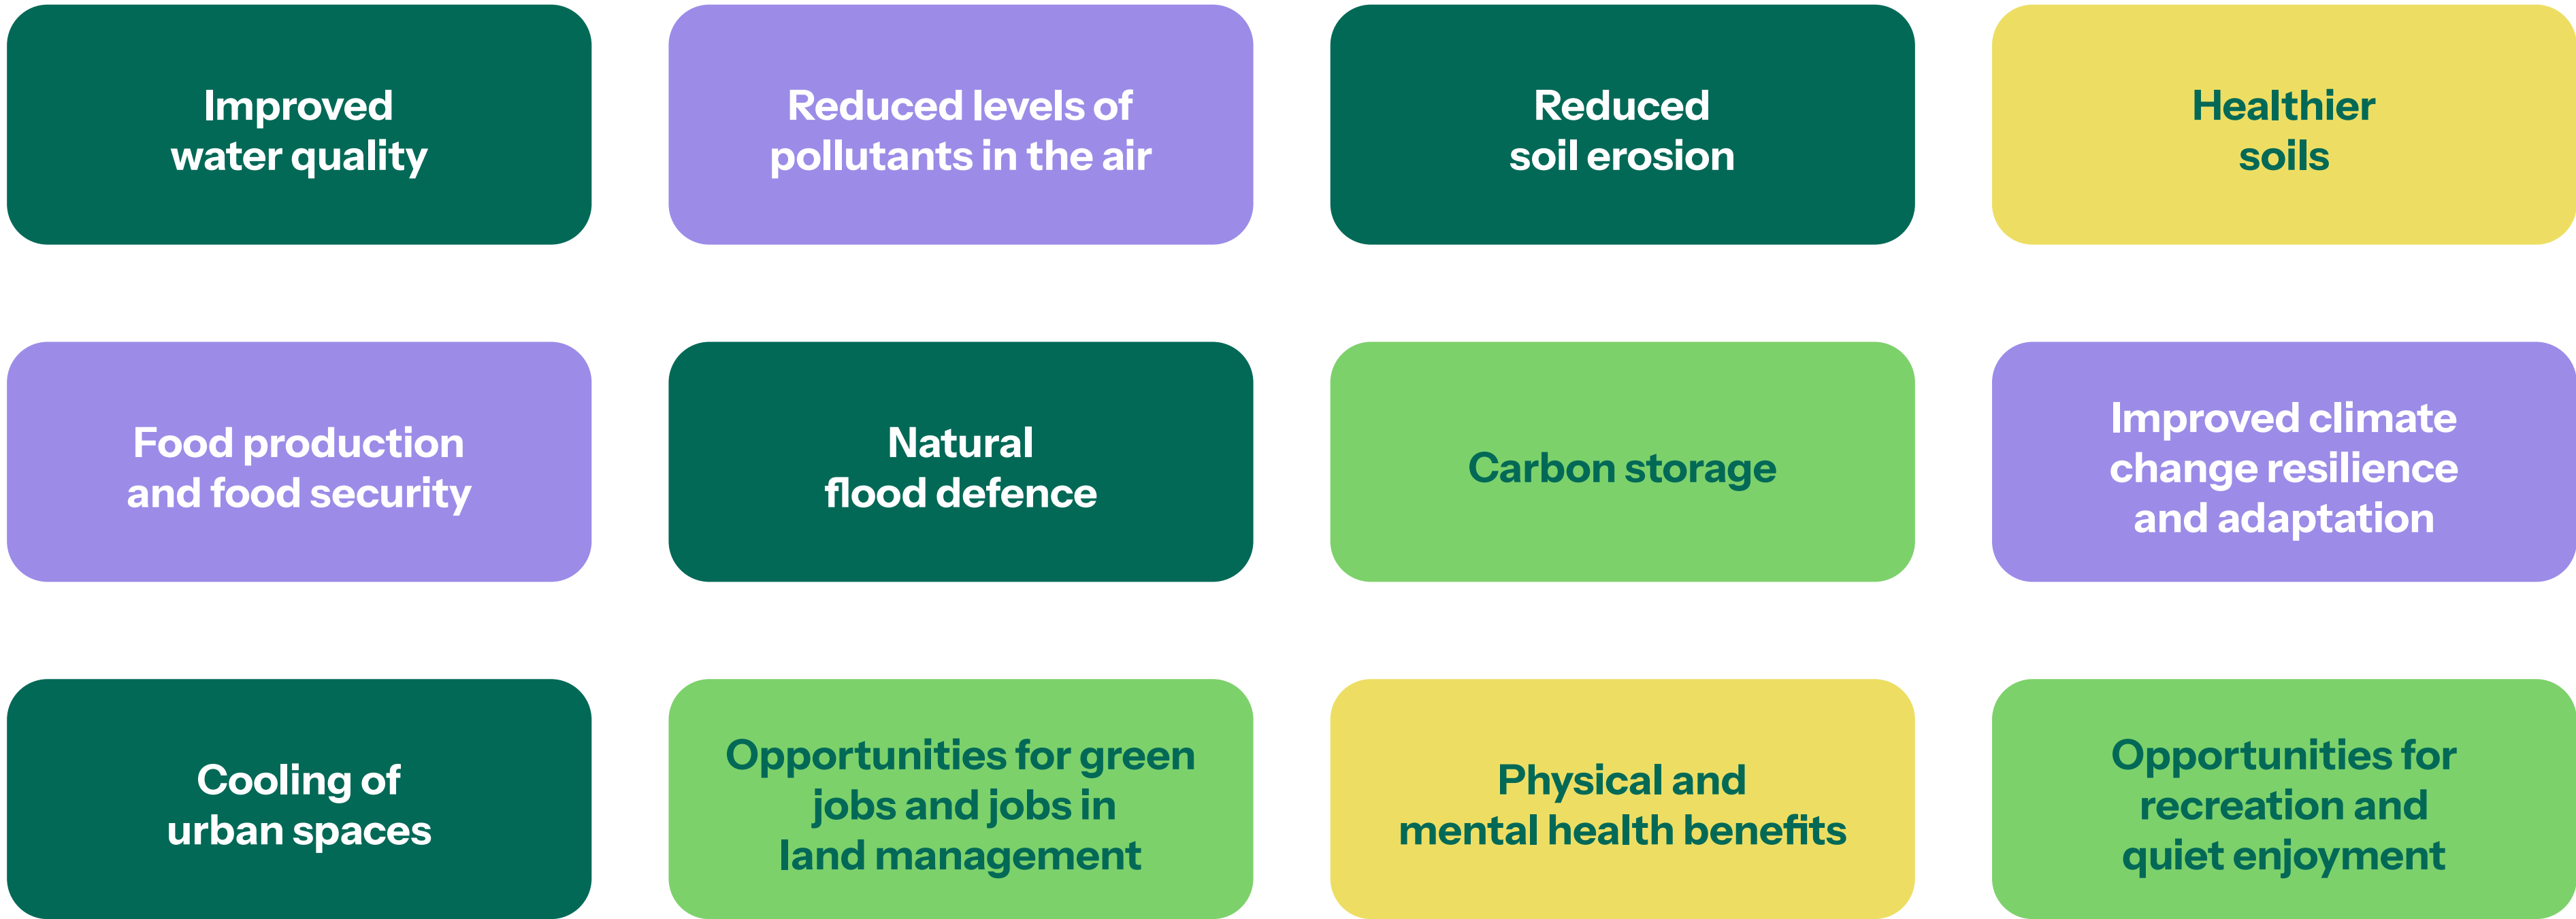 Improved
water quality
Reduced levels of
pollutants in the air
Reduced
soil erosion
Healthier
soils
Food production
and food security
Natural
flood defence
Carbon storage
Improved climate
change resilience
and adaptation
Cooling of
urban spaces
Opportunities for green
jobs and jobs in
land management
Physical and
mental health benefits
Opportunities for
recreation and
quiet enjoyment